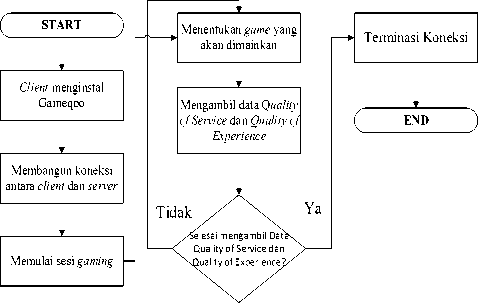 START
Client menginstal
Gameqoo
Membangun koneksi
antara client dan server
Memulai sesi gaming
Menentukan game yang
akan dimainkan
Mengambil data Quality
of Service dan Quality of
Experience
Tidak
Ya
Selesai mengambil Data
Quality of Service dan
Quality of Experience?
Terminasi Koneksi
END